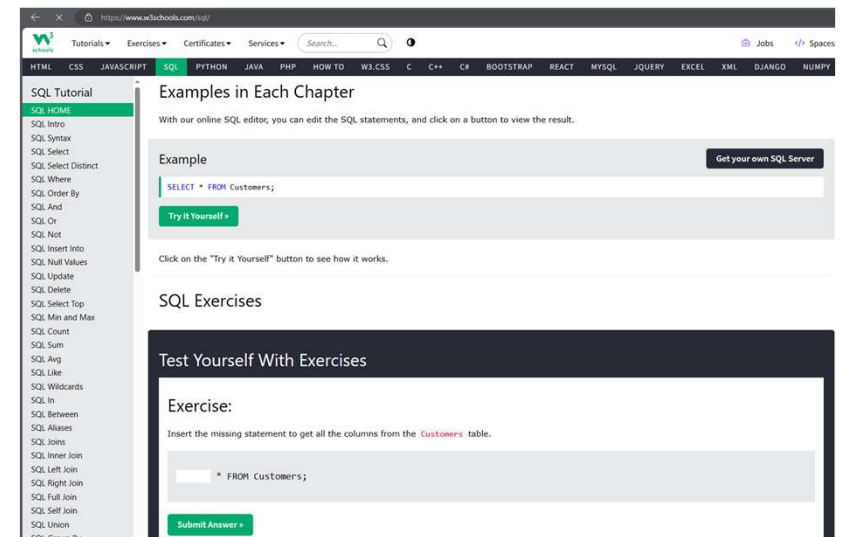 https://www.w3schools.com/sql/
W3 schools
Tutorials Exercises Certificates Services Search... Jobs </> Spaces
HTML CSS JAVASCRIPT SQL PYTHON JAVA PHP HOW TO W3.CSS C C++ C# BOOTSTRAP REACT MYSQL JQUERY EXCEL XML DJANGO NUMPY
SQL Tutorial
SQL HOME
SQL Intro
SQL Syntax
SQL Select
SQL Select Distinct
SQL Where
SQL Order By
SQL And
SQL Or
SQL Not
SQL Insert Into
SQL Null Values
SQL Update
SQL Delete
SQL Select Top
SQL Min and Max
SQL Count
SQL Sum
SQL Avg
SQL Like
SQL Wildcards
SQL In
SQL Between
SQL Aliases
SQL Joins
SQL Inner Join
SQL Left Join
SQL Right Join
SQL Full Join
SQL Self Join
SQL Union
Examples in Each Chapter
With our online SQL editor, you can edit the SQL statements, and click on a button to view the result.
Example
Get your own SQL Server
SELECT * FROM Customers;
Try it Yourself »
Click on the "Try it Yourself" button to see how it works.
SQL Exercises
Test Yourself With Exercises
Exercise:
Insert the missing statement to get all the columns from the Customers table.
* FROM Customers;
Submit Answer »